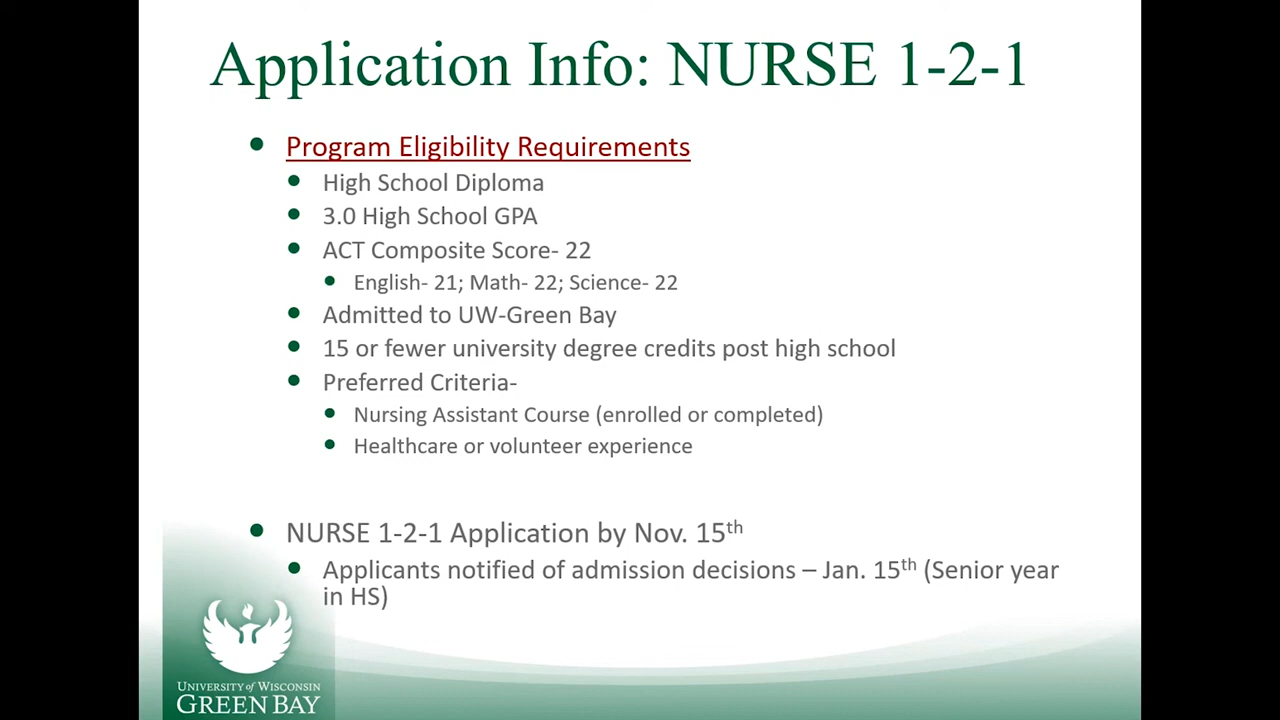 Application Info: NURSE 1-2-1
• Program Eligibility Requirements
• High School Diploma
• 3.0 High School GPA
• ACT Composite Score- 22
• English- 21; Math- 22; Science- 22
• Admitted to UW-Green Bay
• 15 or fewer university degree credits post high school
• Preferred Criteria-
• Nursing Assistant Course (enrolled or completed)
• Healthcare or volunteer experience
• NURSE 1-2-1 Application by Nov. 15th
• Applicants notified of admission decisions – Jan. 15th (Senior year
in HS)
UNIVERSITY of WISCONSIN
GREEN BAY